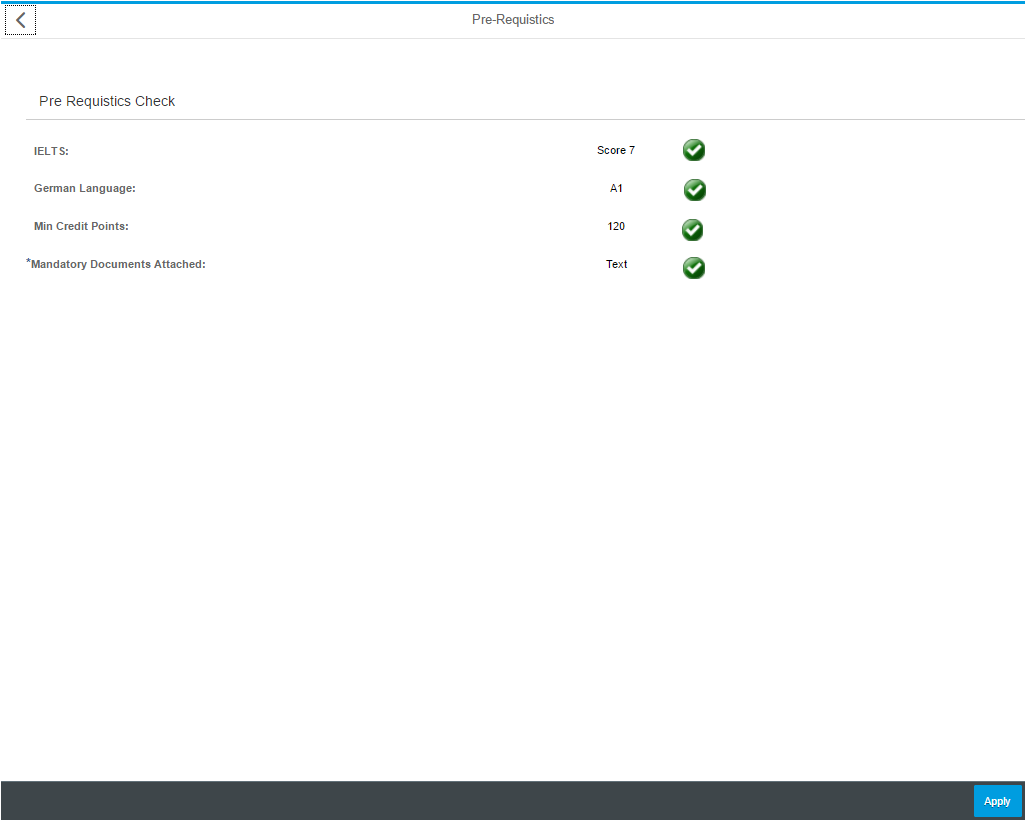 Pre-Requistics
Pre Requistics Check
IELTS: Score 7
German Language: A1
Min Credit Points: 120
*Mandatory Documents Attached: Text
Apply